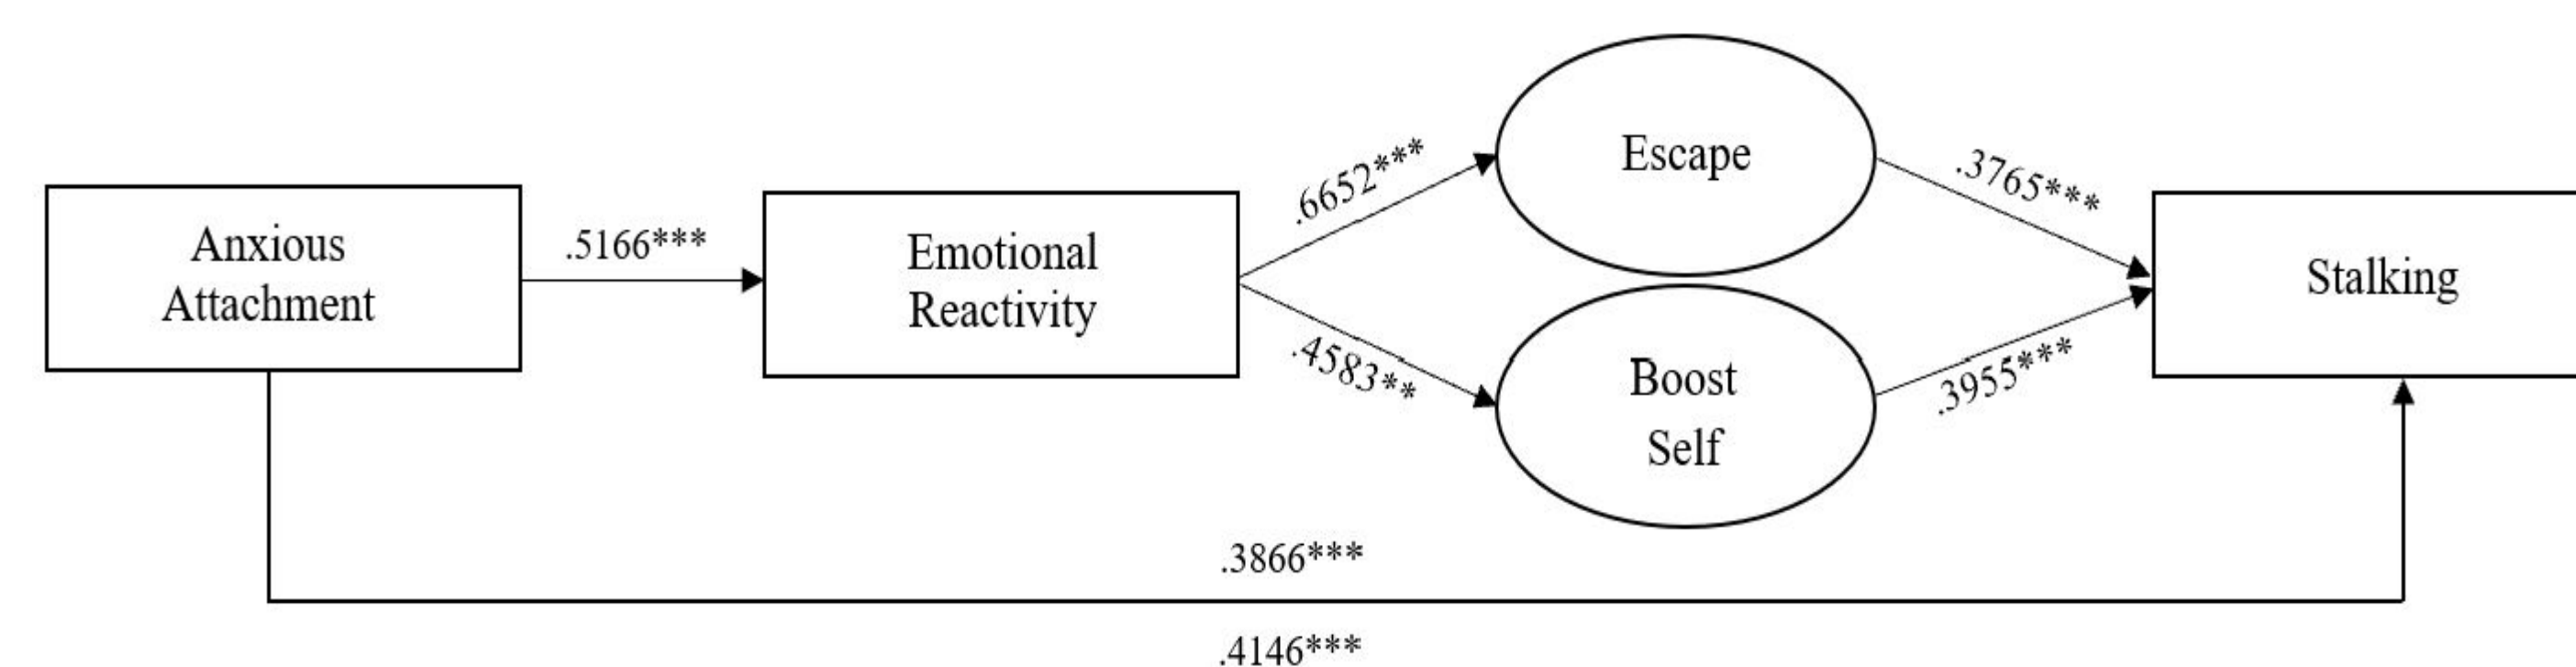 Anxious
Attachment
.5166***
Emotional
Reactivity
.6652***
.4583**
Escape
Boost
Self
.3765***
.3955***
Stalking
.3866***
.4146***